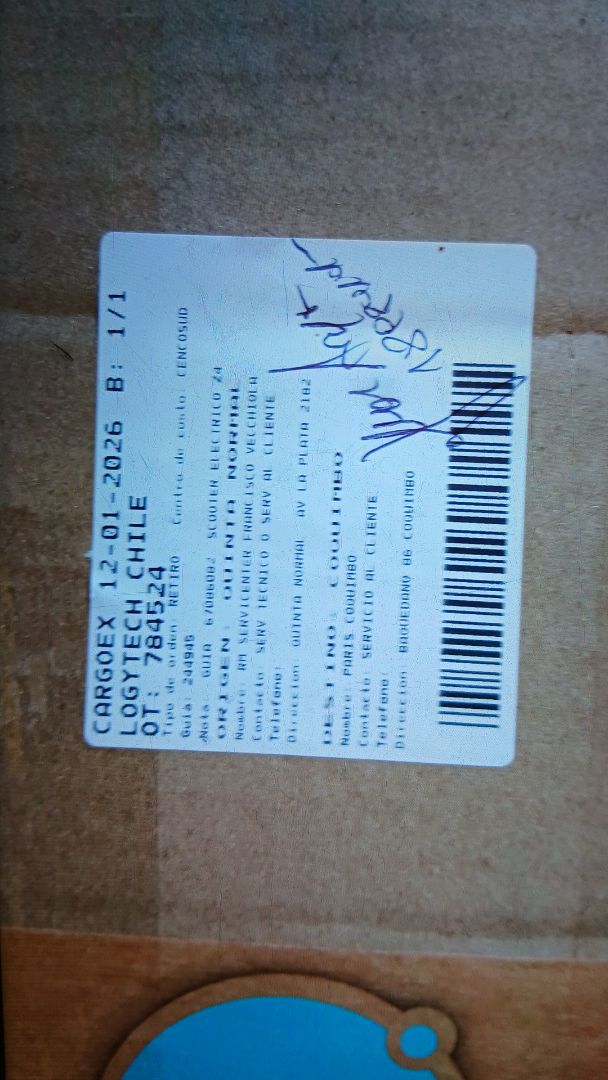 CARGOEX 12-01-2026 B: 1/1
LOGYTECH CHILE
OT: 784524
Tipo de orden: RETIRO Centro de costo: CENCOSUD
Guia: 244945
Nota: GUIA 67006002 SCOOTER ELECTRICO Z4
ORIGEN: QUINTA NORMAL
Nombre: RM SERVICENTER FRANCISCO VECCHIOLA
Contacto: SERV TECNICO O SERV AL CLIENTE
Telefono:
Direccion: QUINTA NORMAL AV LA PLATA 2182
DESTINO: COQUIMBO
Nombre: PARIS COQUIMBO
Contacto: SERVICIO AL CLIENTE
Telefono:
Direccion: BAQUEDANO 86 COQUIMBO